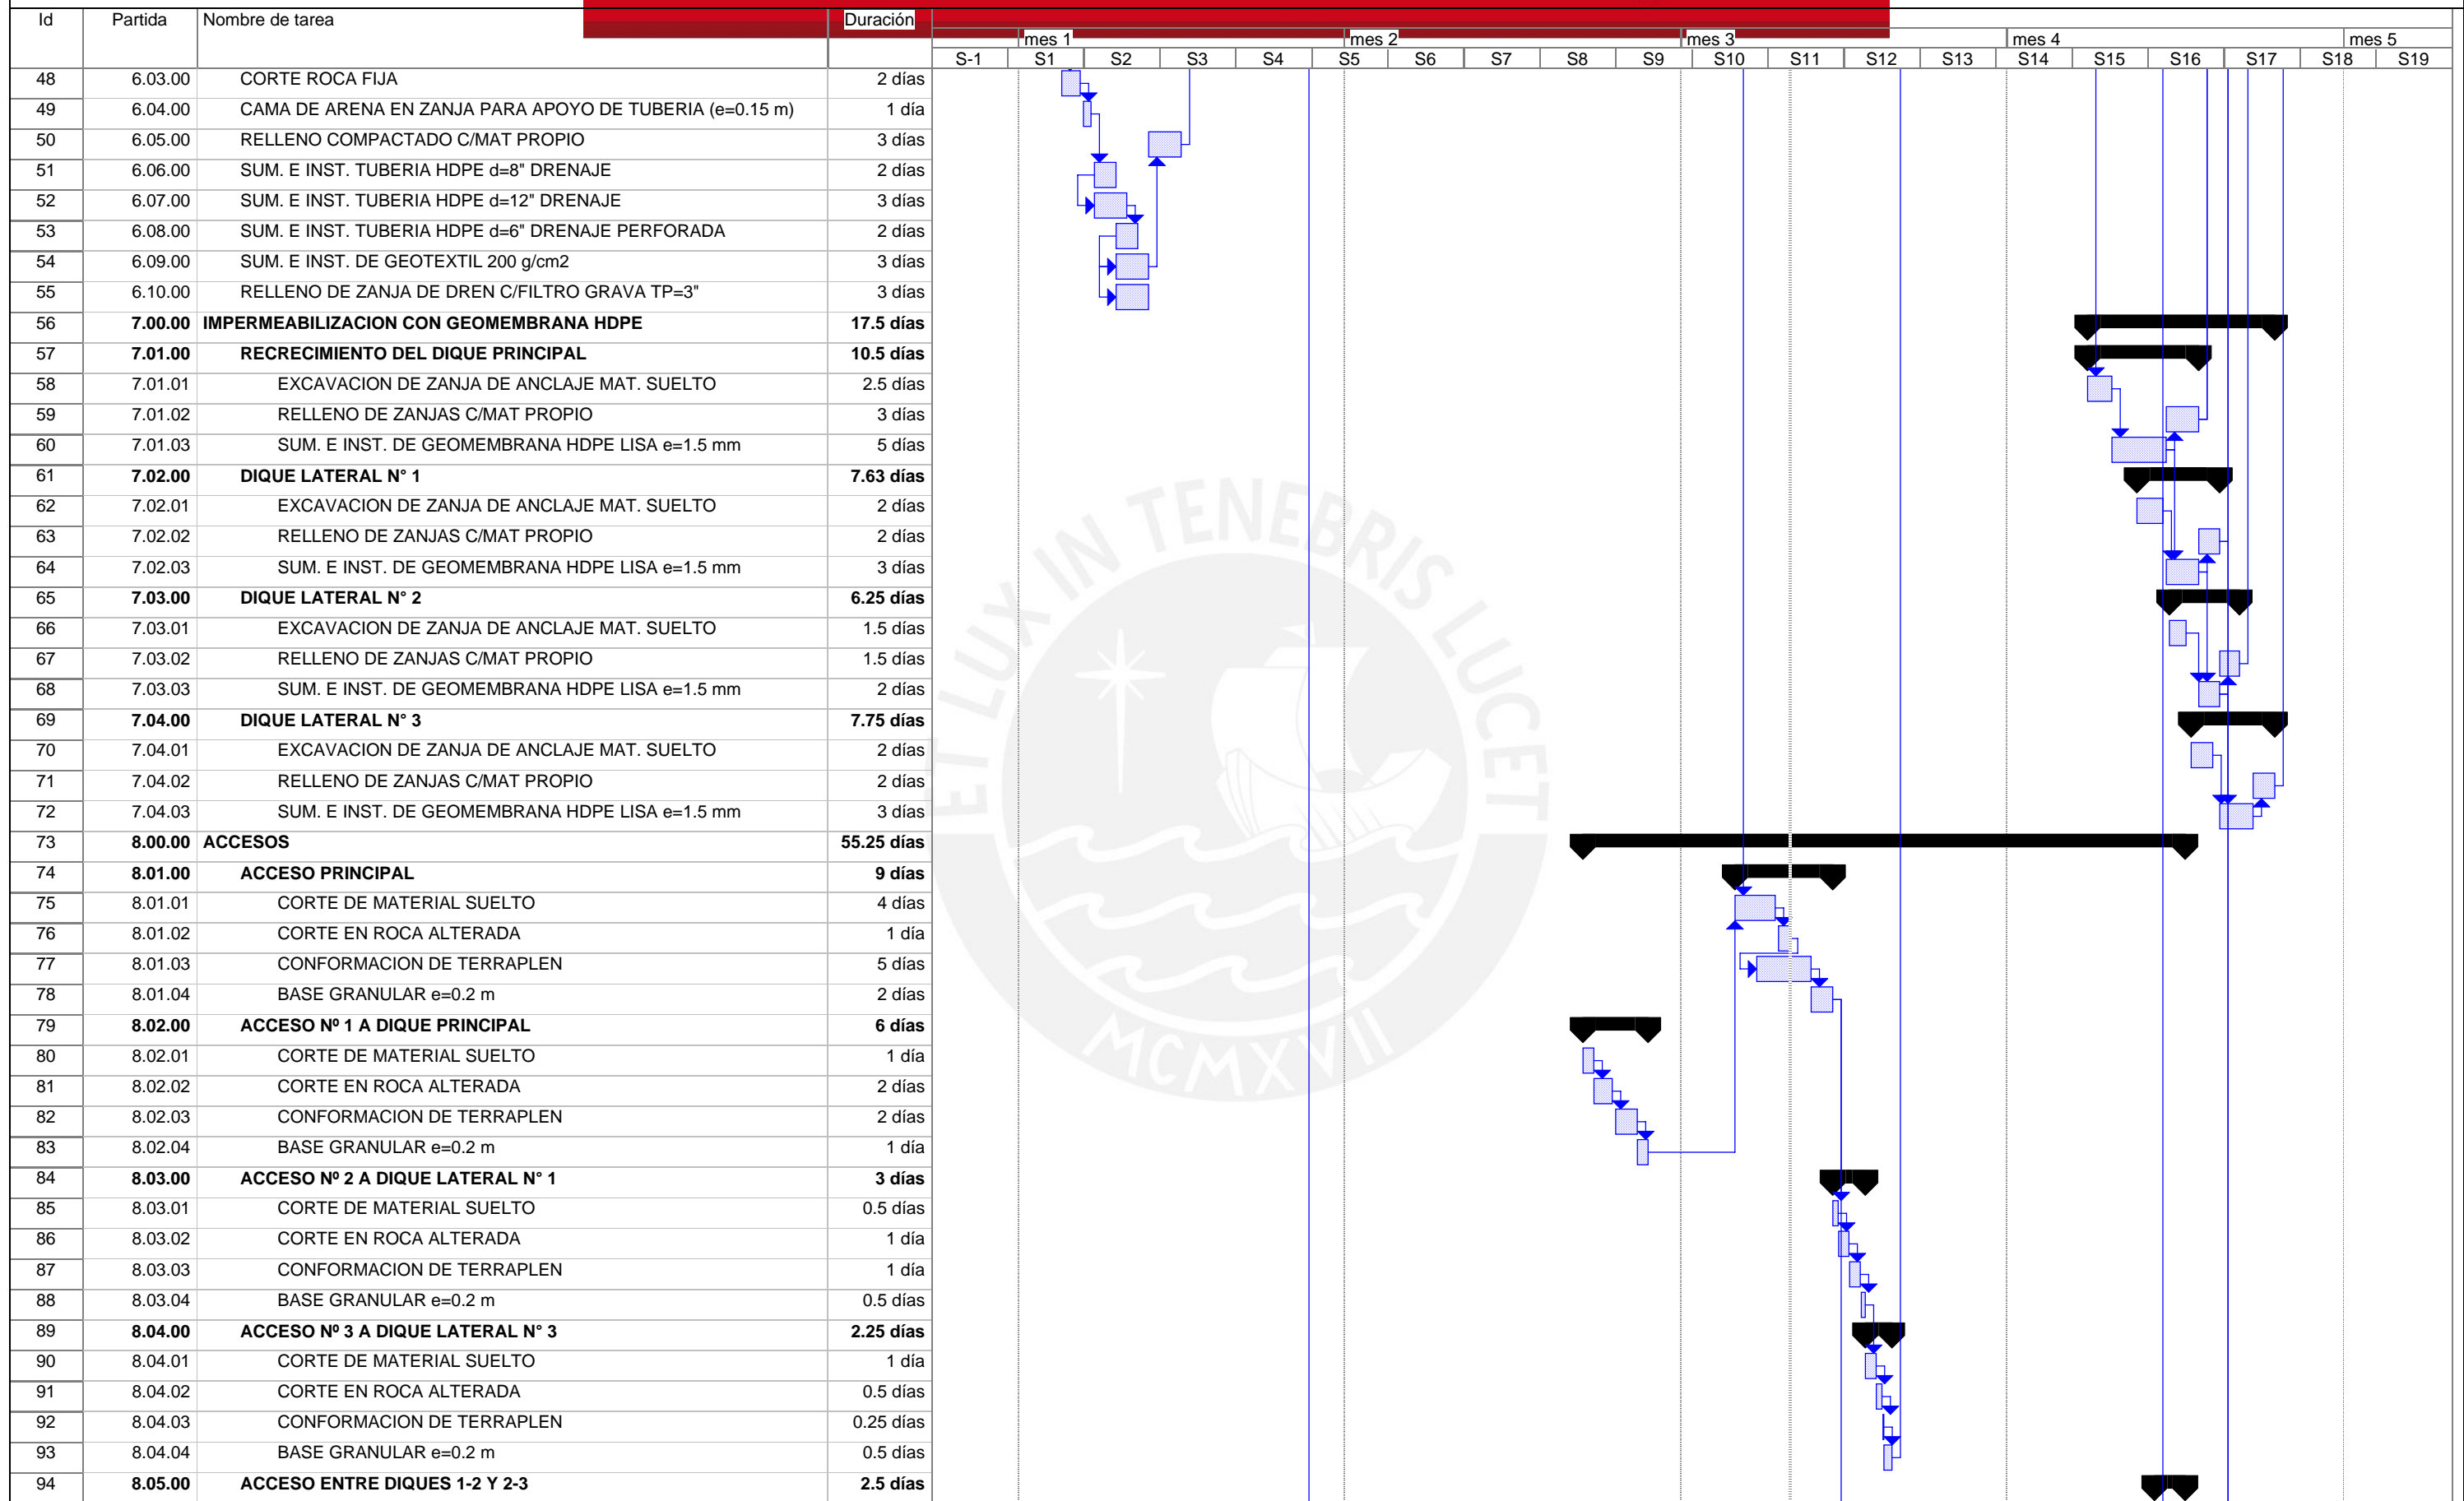 Id Partida Nombre de tarea Duración
mes 1 mes 2 mes 3 mes 4 mes 5
S-1 S1 S2 S3 S4 S5 S6 S7 S8 S9 S10 S11 S12 S13 S14 S15 S16 S17 S18 S19
48 6.03.00 CORTE ROCA FIJA 2 días
49 6.04.00 CAMA DE ARENA EN ZANJA PARA APOYO DE TUBERIA (e=0.15 m) 1 día
50 6.05.00 RELLENO COMPACTADO C/MAT PROPIO 3 días
51 6.06.00 SUM. E INST. TUBERIA HDPE d=8" DRENAJE 2 días
52 6.07.00 SUM. E INST. TUBERIA HDPE d=12" DRENAJE 3 días
53 6.08.00 SUM. E INST. TUBERIA HDPE d=6" DRENAJE PERFORADA 2 días
54 6.09.00 SUM. E INST. DE GEOTEXTIL 200 g/cm2 3 días
55 6.10.00 RELLENO DE ZANJA DE DREN C/FILTRO GRAVA TP=3" 3 días
56 7.00.00 IMPERMEABILIZACION CON GEOMEMBRANA HDPE 17.5 días
57 7.01.00 RECRECIMIENTO DEL DIQUE PRINCIPAL 10.5 días
58 7.01.01 EXCAVACION DE ZANJA DE ANCLAJE MAT. SUELTO 2.5 días
59 7.01.02 RELLENO DE ZANJAS C/MAT PROPIO 3 días
60 7.01.03 SUM. E INST. DE GEOMEMBRANA HDPE LISA e=1.5 mm 5 días
61 7.02.00 DIQUE LATERAL N° 1 7.63 días
62 7.02.01 EXCAVACION DE ZANJA DE ANCLAJE MAT. SUELTO 2 días
63 7.02.02 RELLENO DE ZANJAS C/MAT PROPIO 2 días
64 7.02.03 SUM. E INST. DE GEOMEMBRANA HDPE LISA e=1.5 mm 3 días
65 7.03.00 DIQUE LATERAL N° 2 6.25 días
66 7.03.01 EXCAVACION DE ZANJA DE ANCLAJE MAT. SUELTO 1.5 días
67 7.03.02 RELLENO DE ZANJAS C/MAT PROPIO 1.5 días
68 7.03.03 SUM. E INST. DE GEOMEMBRANA HDPE LISA e=1.5 mm 2 días
69 7.04.00 DIQUE LATERAL N° 3 7.75 días
70 7.04.01 EXCAVACION DE ZANJA DE ANCLAJE MAT. SUELTO 2 días
71 7.04.02 RELLENO DE ZANJAS C/MAT PROPIO 2 días
72 7.04.03 SUM. E INST. DE GEOMEMBRANA HDPE LISA e=1.5 mm 3 días
73 8.00.00 ACCESOS 55.25 días
74 8.01.00 ACCESO PRINCIPAL 9 días
75 8.01.01 CORTE DE MATERIAL SUELTO 4 días
76 8.01.02 CORTE EN ROCA ALTERADA 1 día
77 8.01.03 CONFORMACION DE TERRAPLEN 5 días
78 8.01.04 BASE GRANULAR e=0.2 m 2 días
79 8.02.00 ACCESO Nº 1 A DIQUE PRINCIPAL 6 días
80 8.02.01 CORTE DE MATERIAL SUELTO 1 día
81 8.02.02 CORTE EN ROCA ALTERADA 2 días
82 8.02.03 CONFORMACION DE TERRAPLEN 2 días
83 8.02.04 BASE GRANULAR e=0.2 m 1 día
84 8.03.00 ACCESO Nº 2 A DIQUE LATERAL N° 1 3 días
85 8.03.01 CORTE DE MATERIAL SUELTO 0.5 días
86 8.03.02 CORTE EN ROCA ALTERADA 1 día
87 8.03.03 CONFORMACION DE TERRAPLEN 1 día
88 8.03.04 BASE GRANULAR e=0.2 m 0.5 días
89 8.04.00 ACCESO Nº 3 A DIQUE LATERAL N° 3 2.25 días
90 8.04.01 CORTE DE MATERIAL SUELTO 1 día
91 8.04.02 CORTE EN ROCA ALTERADA 0.5 días
92 8.04.03 CONFORMACION DE TERRAPLEN 0.25 días
93 8.04.04 BASE GRANULAR e=0.2 m 0.5 días
94 8.05.00 ACCESO ENTRE DIQUES 1-2 Y 2-3 2.5 días
ET LUX IN TENEBRIS LUCET
MCMXVII